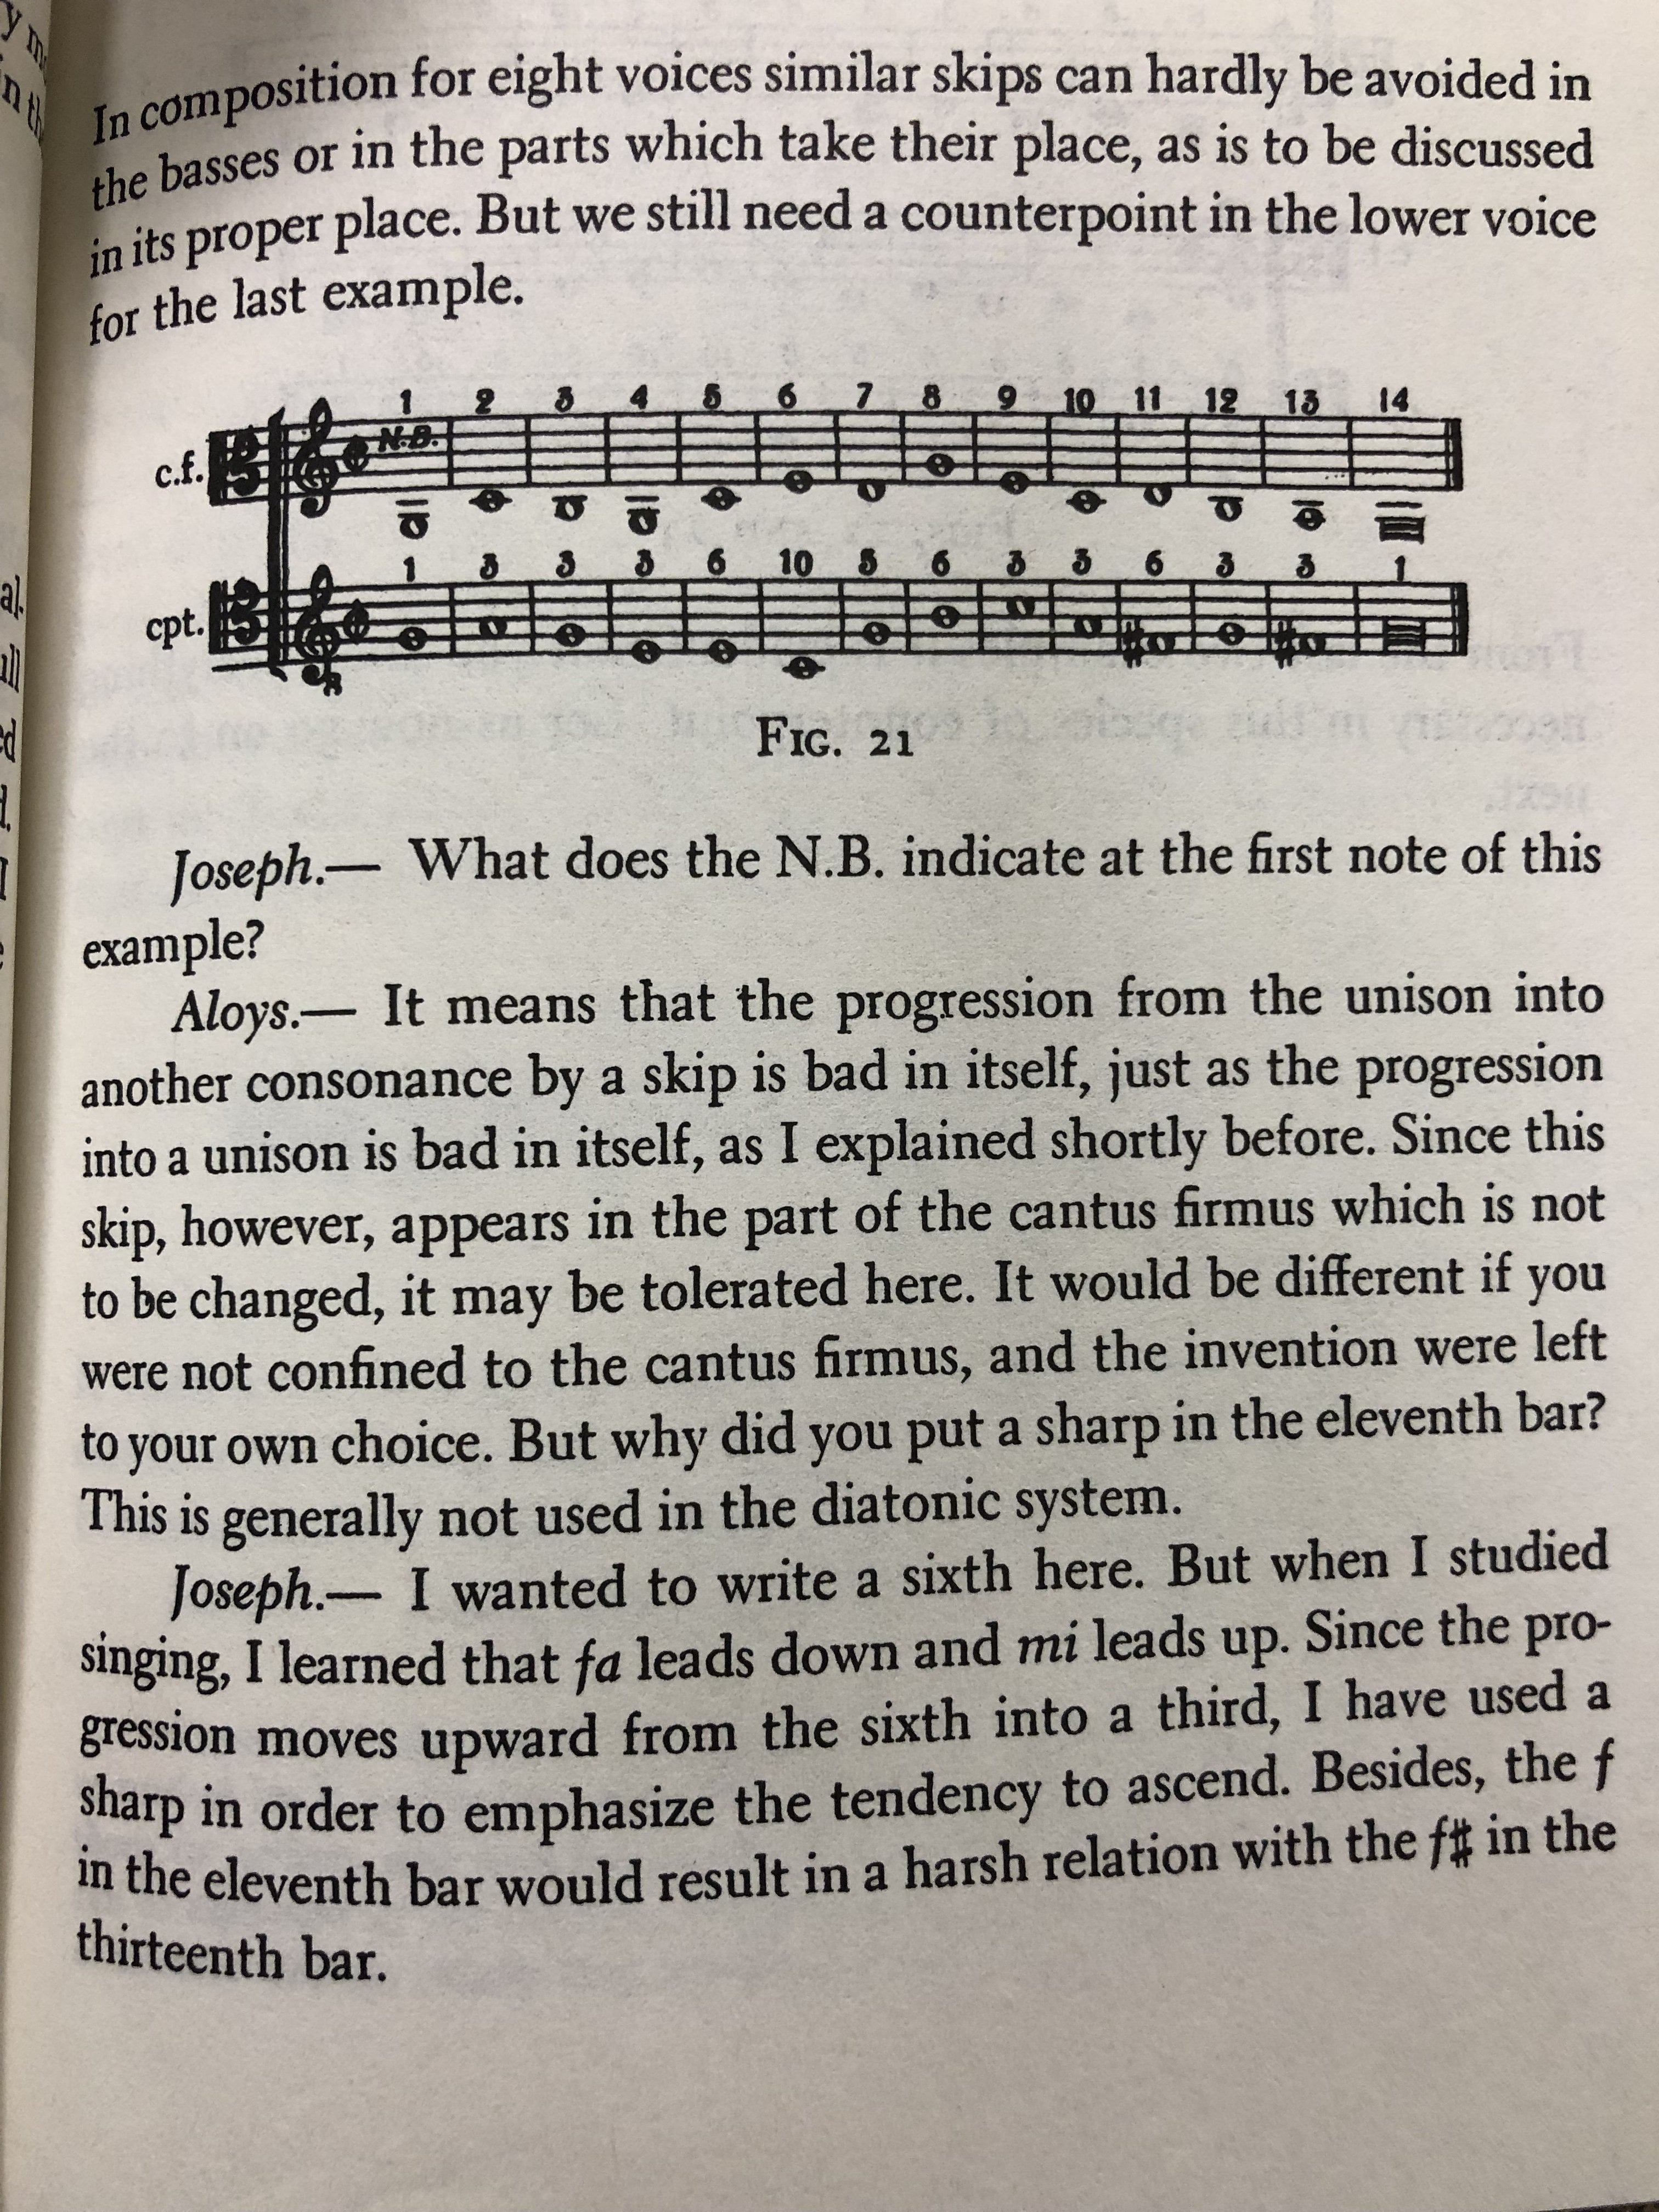 In composition for eight voices similar skips can hardly be avoided in
the basses or in the parts which take their place, as is to be discussed
in its proper place. But we still need a counterpoint in the lower voice
for the last example.
1 2 3 4 5 6 7 8 9 10 11 12 13 14
N.B.
c.f.
1 3 3 3 6 10 5 6 3 3 6 3 3 1
cpt.
8
FIG. 21
Joseph.— What does the N.B. indicate at the first note of this
example?
Aloys.— It means that the progression from the unison into
another consonance by a skip is bad in itself, just as the progression
into a unison is bad in itself, as I explained shortly before. Since this
skip, however, appears in the part of the cantus firmus which is not
to be changed, it may be tolerated here. It would be different if you
were not confined to the cantus firmus, and the invention were left
to your own choice. But why did you put a sharp in the eleventh bar?
This is generally not used in the diatonic system.
Joseph.— I wanted to write a sixth here. But when I studied
singing, I learned that fa leads down and mi leads up. Since the pro-
gression moves upward from the sixth into a third, I have used a
sharp in order to emphasize the tendency to ascend. Besides, the f
in the eleventh bar would result in a harsh relation with the f♯ in the
thirteenth bar.